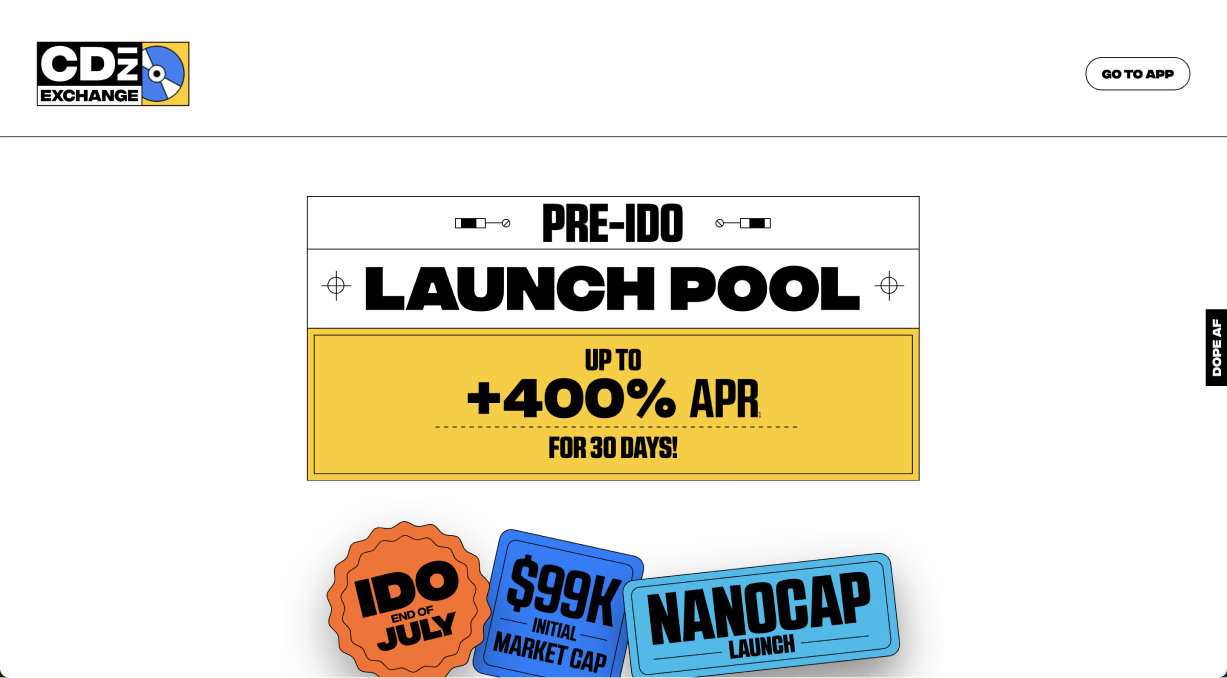 CDzi
EXCHANGE
GO TO APP
PRE-IDO
LAUNCH POOL
UP TO
+400% APR1
FOR 30 DAYS!
DOPE AF
IDO
END OF
JULY
$99K
INITIAL
MARKET CAP
NANOCAP
LAUNCH